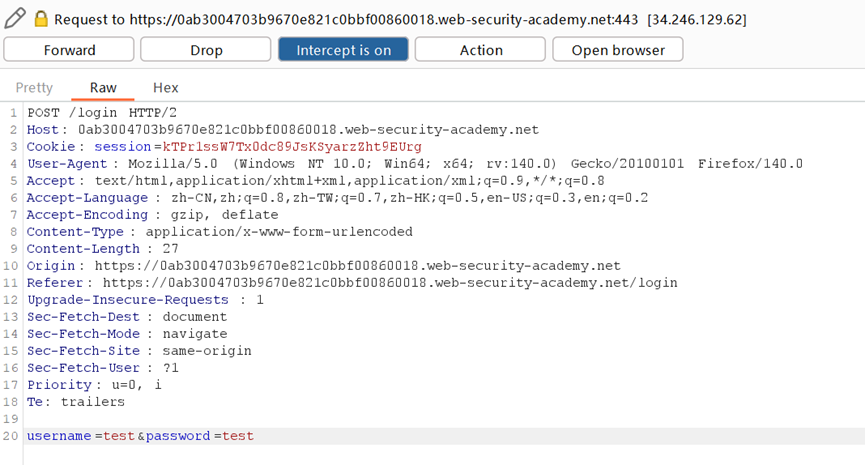 Request to https://0ab3004703b9670e821c0bbf00860018.web-security-academy.net:443 [34.246.129.62]
Forward Drop Intercept is on Action Open browser
Pretty Raw Hex
1 POST /login HTTP/2
2 Host: 0ab3004703b9670e821c0bbf00860018.web-security-academy.net
3 Cookie: session=kTPr1ssW7Tx0dc89JsKSyarzZht9EUrg
4 User-Agent: Mozilla/5.0 (Windows NT 10.0; Win64; x64; rv:140.0) Gecko/20100101 Firefox/140.0
5 Accept: text/html,application/xhtml+xml,application/xml;q=0.9,*/*;q=0.8
6 Accept-Language: zh-CN,zh;q=0.8,zh-TW;q=0.7,zh-HK;q=0.5,en-US;q=0.3,en;q=0.2
7 Accept-Encoding: gzip, deflate
8 Content-Type: application/x-www-form-urlencoded
9 Content-Length: 27
10 Origin: https://0ab3004703b9670e821c0bbf00860018.web-security-academy.net
11 Referer: https://0ab3004703b9670e821c0bbf00860018.web-security-academy.net/login
12 Upgrade-Insecure-Requests: 1
13 Sec-Fetch-Dest: document
14 Sec-Fetch-Mode: navigate
15 Sec-Fetch-Site: same-origin
16 Sec-Fetch-User: ?1
17 Priority: u=0, i
18 Te: trailers
19
20 username=test&password=test